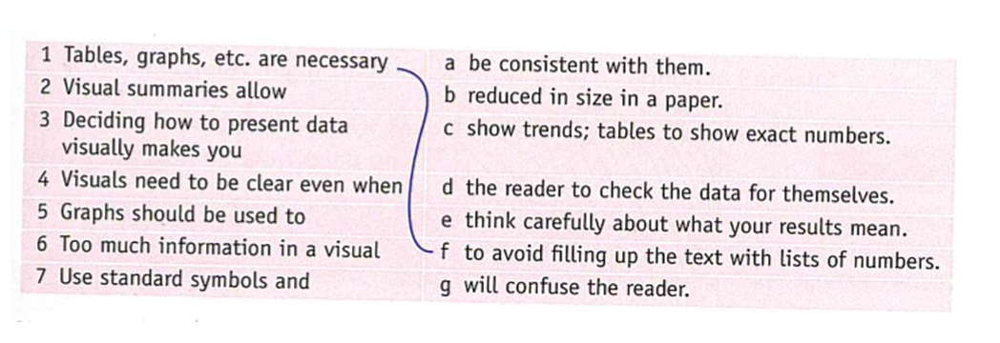 1 Tables, graphs, etc. are necessary
2 Visual summaries allow
3 Deciding how to present data
visually makes you
4 Visuals need to be clear even when
5 Graphs should be used to
6 Too much information in a visual
7 Use standard symbols and
a be consistent with them.
b reduced in size in a paper.
c show trends; tables to show exact numbers.
d the reader to check the data for themselves.
e think carefully about what your results mean.
f to avoid filling up the text with lists of numbers.
g will confuse the reader.